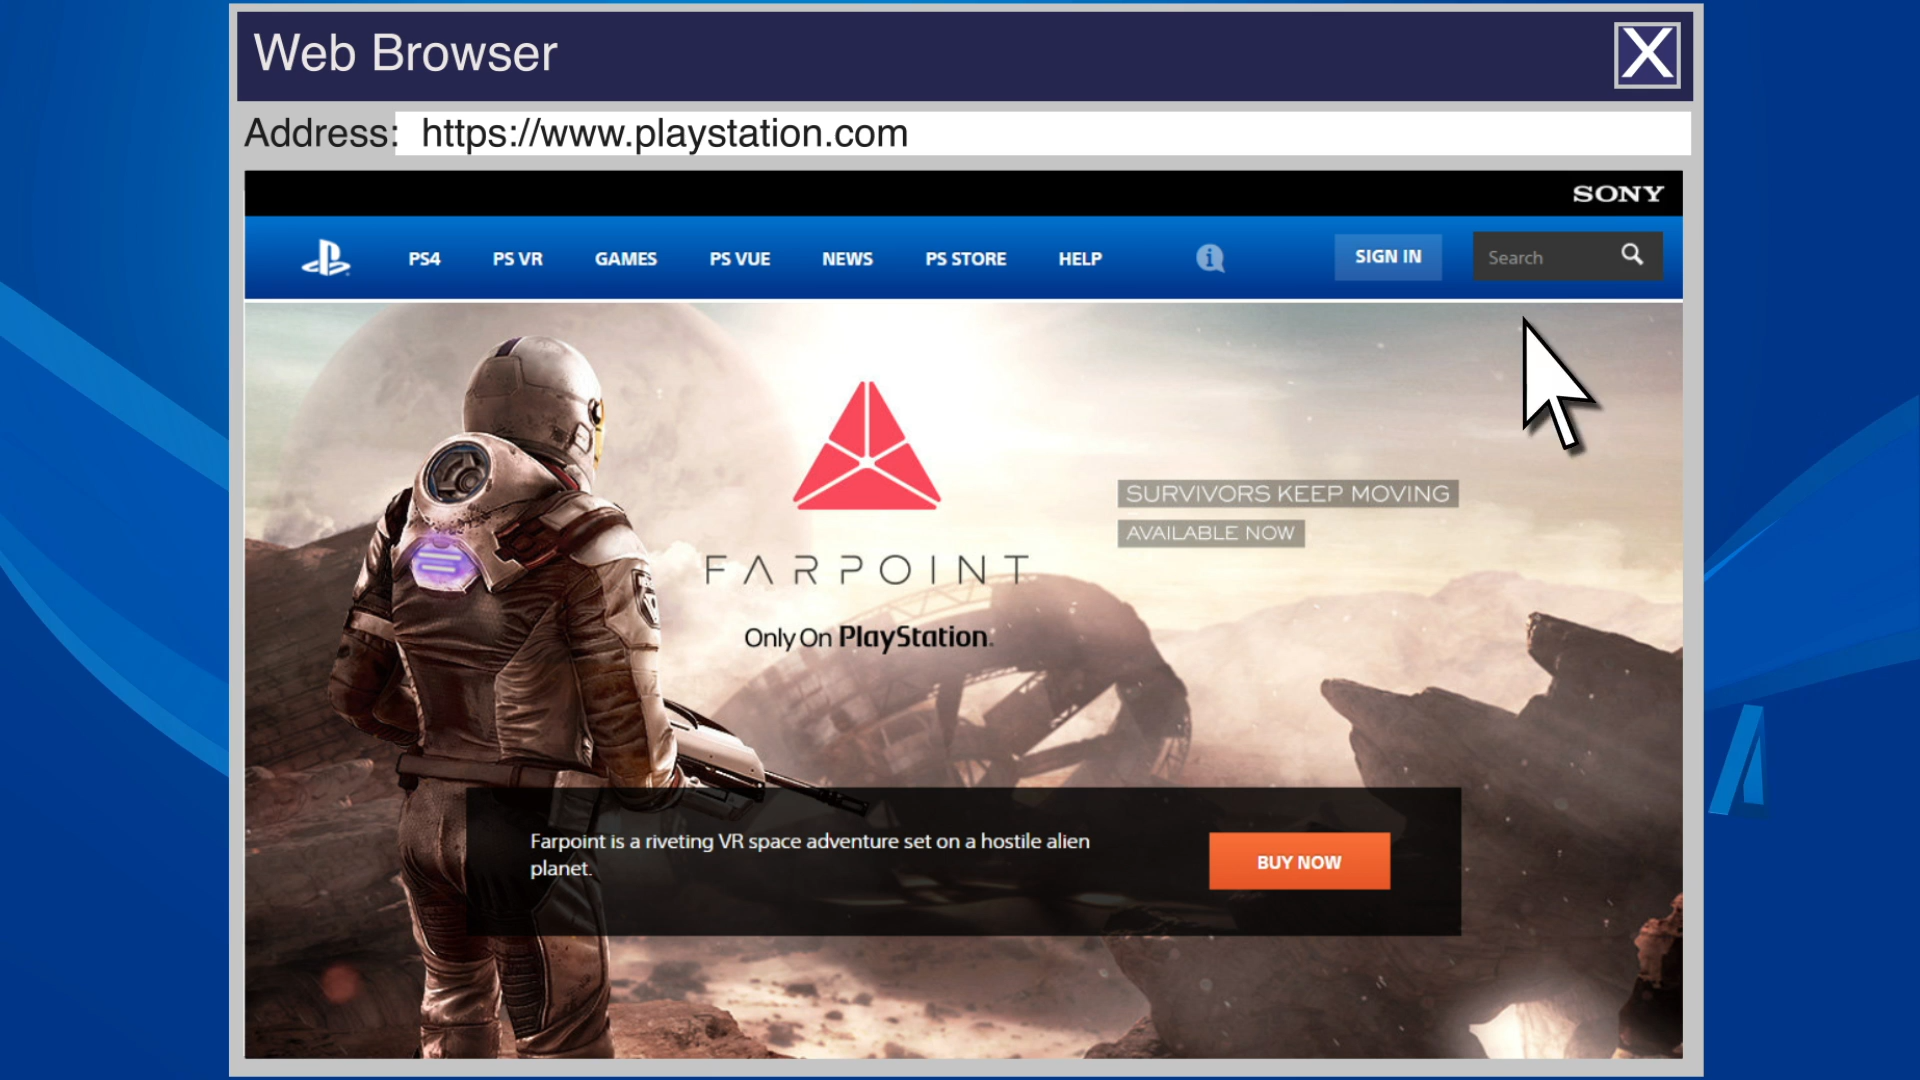 Web Browser
X
Address: https://www.playstation.com
SONY
PS4 PS VR GAMES PS VUE NEWS PS STORE HELP i SIGN IN Search
FARPOINT
Only On PlayStation
SURVIVORS KEEP MOVING
AVAILABLE NOW
Farpoint is a riveting VR space adventure set on a hostile alien
planet.
BUY NOW